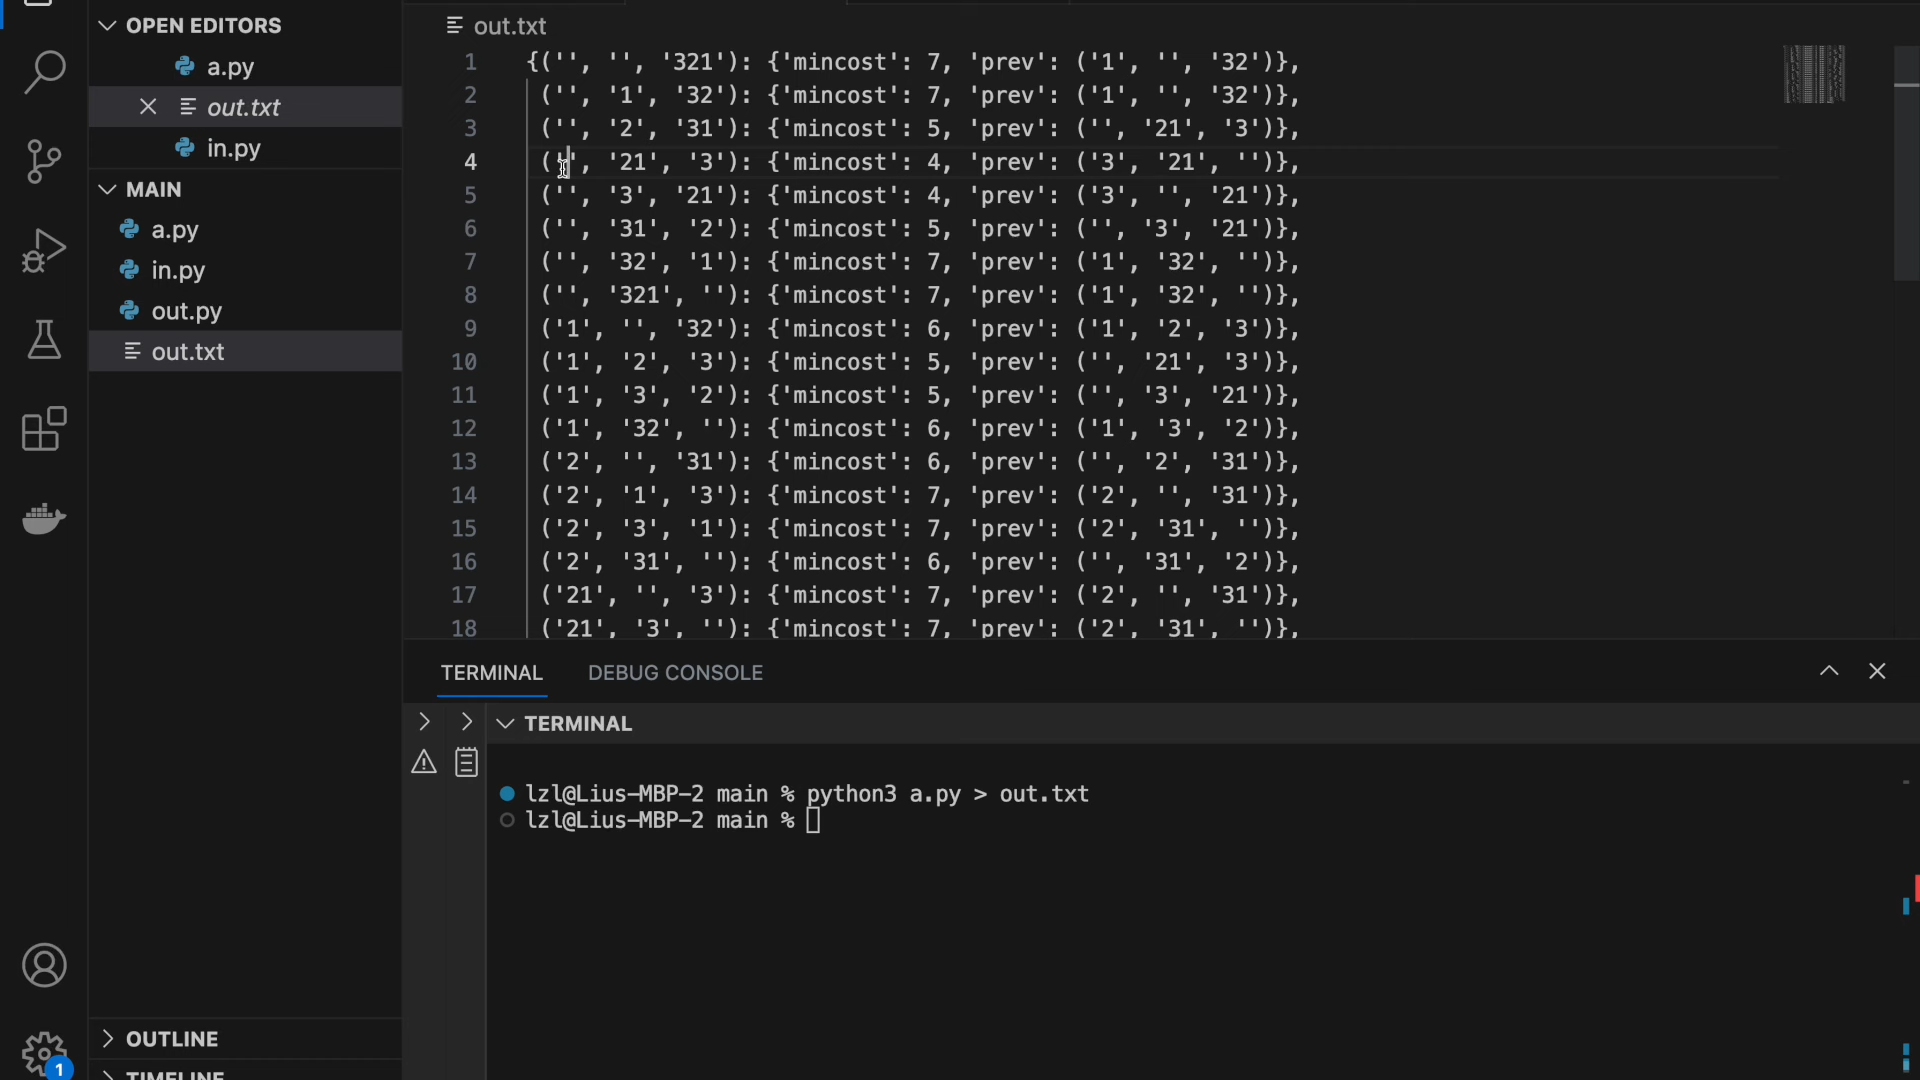 OPEN EDITORS
a.py
out.txt
in.py
MAIN
a.py
in.py
out.py
out.txt
OUTLINE
TIMELINE
1
out.txt
1 {('', '', '321'): {'mincost': 7, 'prev': ('1', '', '32')},
2 ('', '1', '32'): {'mincost': 7, 'prev': ('1', '', '32')},
3 ('', '2', '31'): {'mincost': 5, 'prev': ('', '21', '3')},
4 ('', '21', '3'): {'mincost': 4, 'prev': ('3', '21', '')},
5 ('', '3', '21'): {'mincost': 4, 'prev': ('3', '', '21')},
6 ('', '31', '2'): {'mincost': 5, 'prev': ('', '3', '21')},
7 ('', '32', '1'): {'mincost': 7, 'prev': ('1', '32', '')},
8 ('', '321', ''): {'mincost': 7, 'prev': ('1', '32', '')},
9 ('1', '', '32'): {'mincost': 6, 'prev': ('1', '2', '3')},
10 ('1', '2', '3'): {'mincost': 5, 'prev': ('', '21', '3')},
11 ('1', '3', '2'): {'mincost': 5, 'prev': ('', '3', '21')},
12 ('1', '32', ''): {'mincost': 6, 'prev': ('1', '3', '2')},
13 ('2', '', '31'): {'mincost': 6, 'prev': ('', '2', '31')},
14 ('2', '1', '3'): {'mincost': 7, 'prev': ('2', '', '31')},
15 ('2', '3', '1'): {'mincost': 7, 'prev': ('2', '31', '')},
16 ('2', '31', ''): {'mincost': 6, 'prev': ('', '31', '2')},
17 ('21', '', '3'): {'mincost': 7, 'prev': ('2', '', '31')},
18 ('21', '3', ''): {'mincost': 7, 'prev': ('2', '31', '')},
TERMINAL DEBUG CONSOLE
TERMINAL
lzl@Lius-MBP-2 main % python3 a.py > out.txt
lzl@Lius-MBP-2 main %